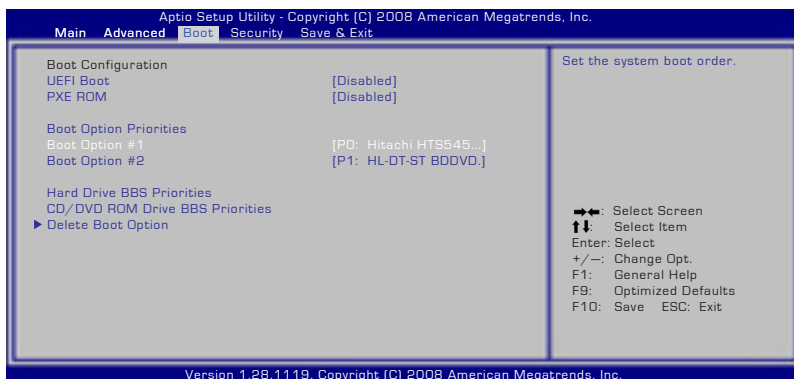 Aptio Setup Utility - Copyright (C) 2008 American Megatrends, Inc.
Main Advanced Boot Security Save & Exit
Boot Configuration
UEFI Boot [Disabled]
PXE ROM [Disabled]
Boot Option Priorities
Boot Option #1 [P0: Hitachi HTS545...]
Boot Option #2 [P1: HL-DT-ST BDDVD.]
Hard Drive BBS Priorities
CD/DVD ROM Drive BBS Priorities
Delete Boot Option
Set the system boot order.
: Select Screen
: Select Item
Enter: Select
+/—: Change Opt.
F1: General Help
F9: Optimized Defaults
F10: Save ESC: Exit
Version 1.28.1119. Copyright (C) 2008 American Megatrends, Inc.